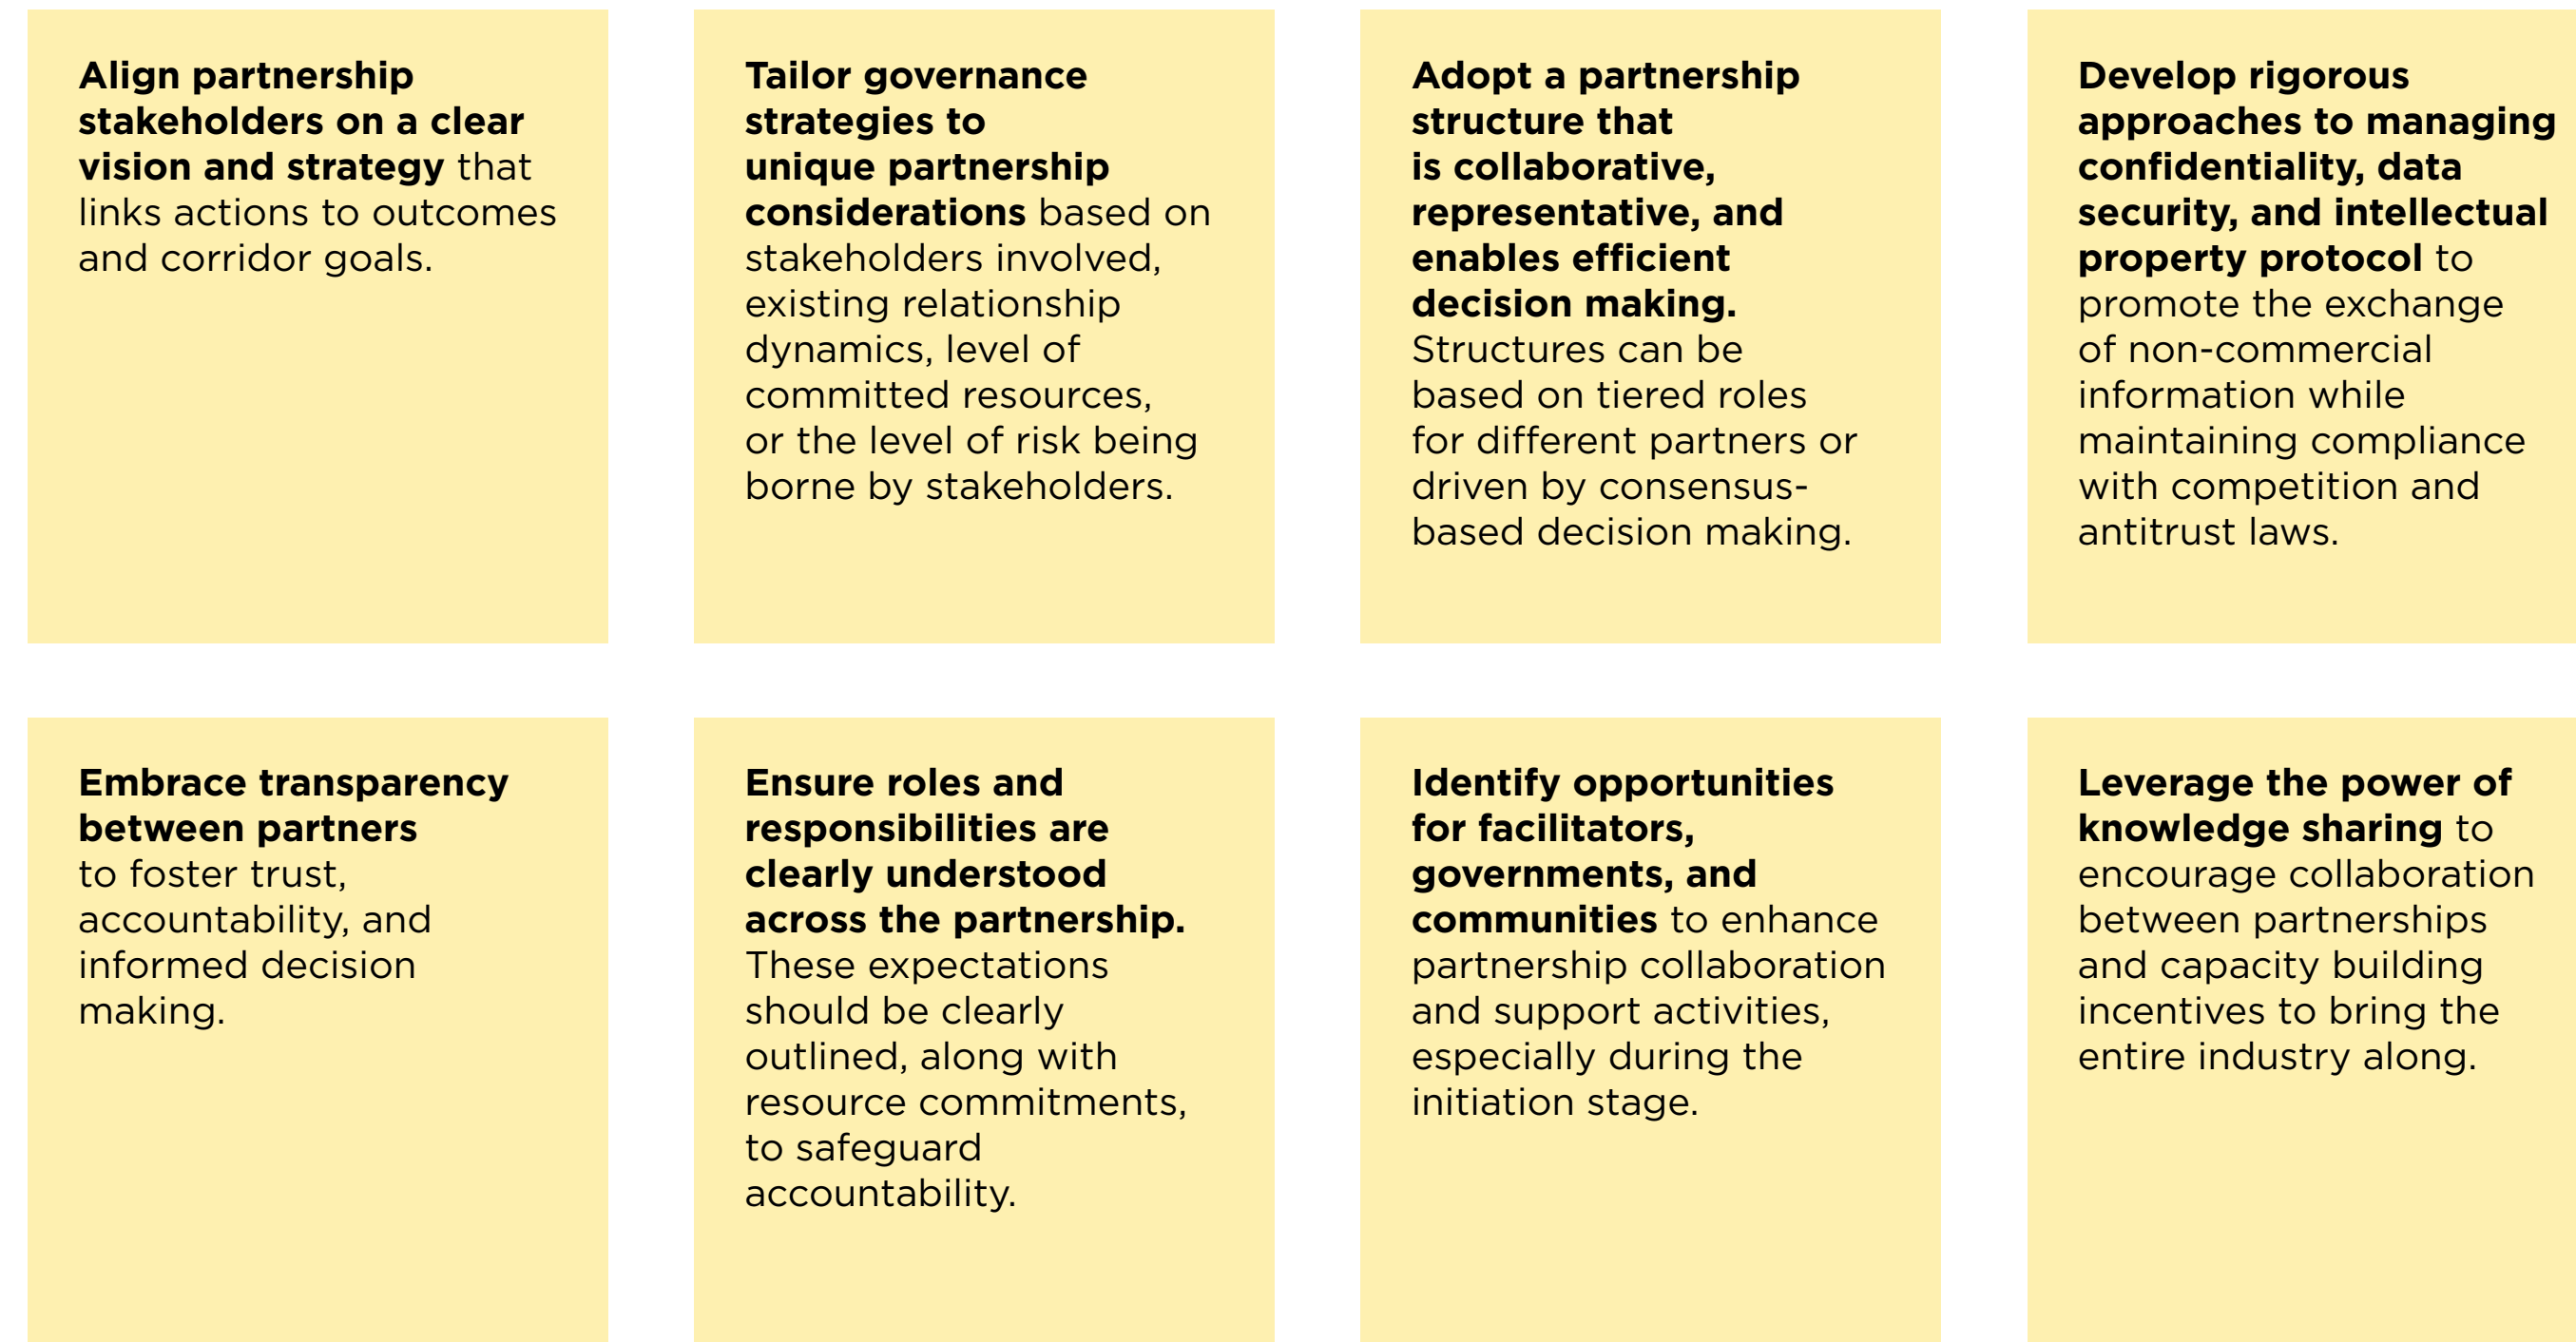 Align partnership
stakeholders on a clear
vision and strategy that
links actions to outcomes
and corridor goals.
Tailor governance
strategies to
unique partnership
considerations based on
stakeholders involved,
existing relationship
dynamics, level of
committed resources,
or the level of risk being
borne by stakeholders.
Adopt a partnership
structure that
is collaborative,
representative, and
enables efficient
decision making.
Structures can be
based on tiered roles
for different partners or
driven by consensus-
based decision making.
Develop rigorous
approaches to managing
confidentiality, data
security, and intellectual
property protocol to
promote the exchange
of non-commercial
information while
maintaining compliance
with competition and
antitrust laws.
Embrace transparency
between partners
to foster trust,
accountability, and
informed decision
making.
Ensure roles and
responsibilities are
clearly understood
across the partnership.
These expectations
should be clearly
outlined, along with
resource commitments,
to safeguard
accountability.
Identify opportunities
for facilitators,
governments, and
communities to enhance
partnership collaboration
and support activities,
especially during the
initiation stage.
Leverage the power of
knowledge sharing to
encourage collaboration
between partnerships
and capacity building
incentives to bring the
entire industry along.